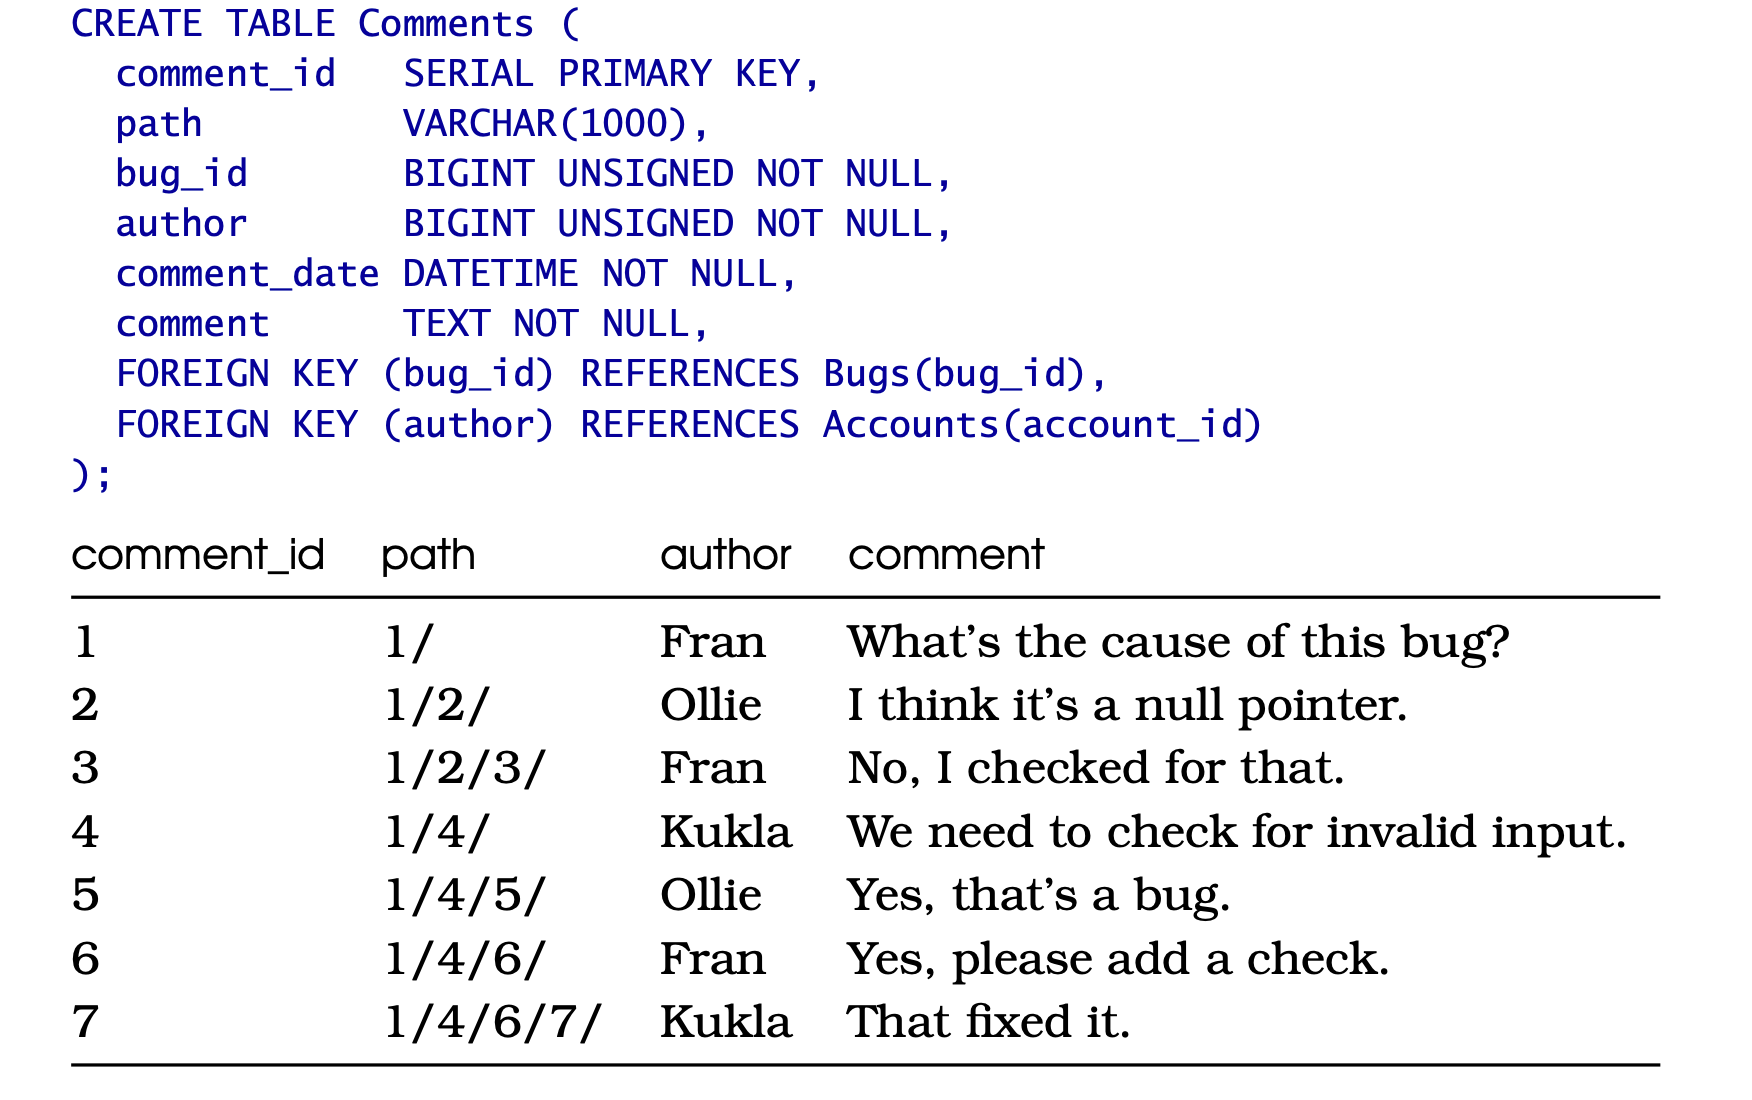 CREATE TABLE Comments (
  comment_id   SERIAL PRIMARY KEY,
  path         VARCHAR(1000),
  bug_id       BIGINT UNSIGNED NOT NULL,
  author       BIGINT UNSIGNED NOT NULL,
  comment_date DATETIME NOT NULL,
  comment      TEXT NOT NULL,
  FOREIGN KEY (bug_id) REFERENCES Bugs(bug_id),
  FOREIGN KEY (author) REFERENCES Accounts(account_id)
);
comment_id path author comment
1 1/ Fran What’s the cause of this bug?
2 1/2/ Ollie I think it’s a null pointer.
3 1/2/3/ Fran No, I checked for that.
4 1/4/ Kukla We need to check for invalid input.
5 1/4/5/ Ollie Yes, that’s a bug.
6 1/4/6/ Fran Yes, please add a check.
7 1/4/6/7/ Kukla That fixed it.